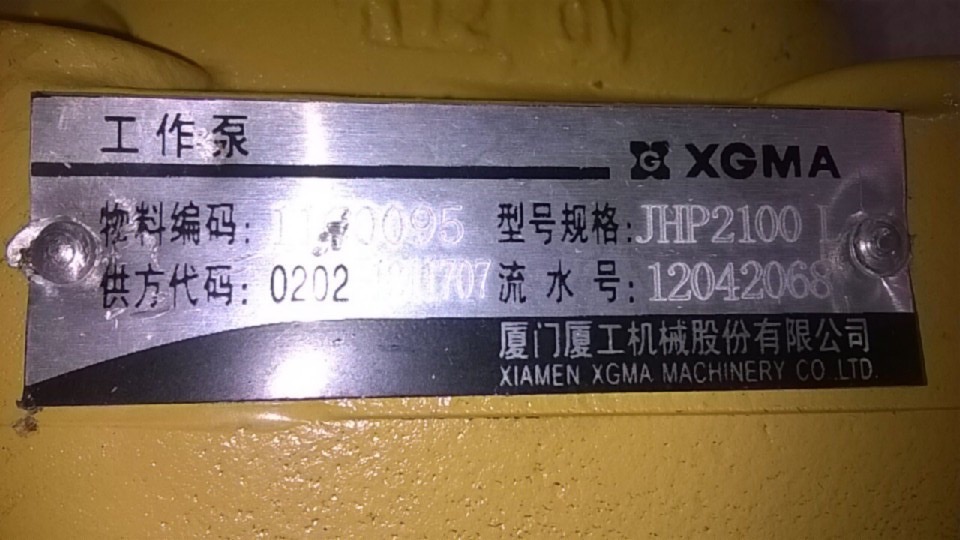 工作泵
XGMA
物料编码: 型号规格: JHP2100 L
供方代码: 0202 流水号: 12042068
厦门厦工机械股份有限公司
XIAMEN XGMA MACHINERY CO.,LTD.